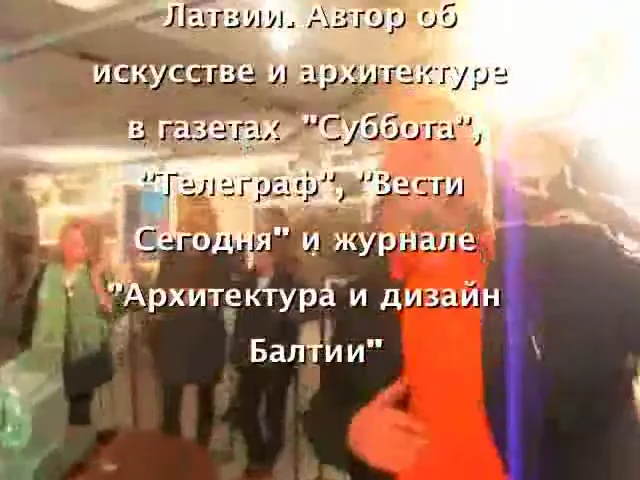 Латвии. Автор об
искусстве и архитектуре
в газетах "Суббота",
"Телеграф", "Вести
Сегодня" и журнале
"Архитектура и дизайн
Балтии"